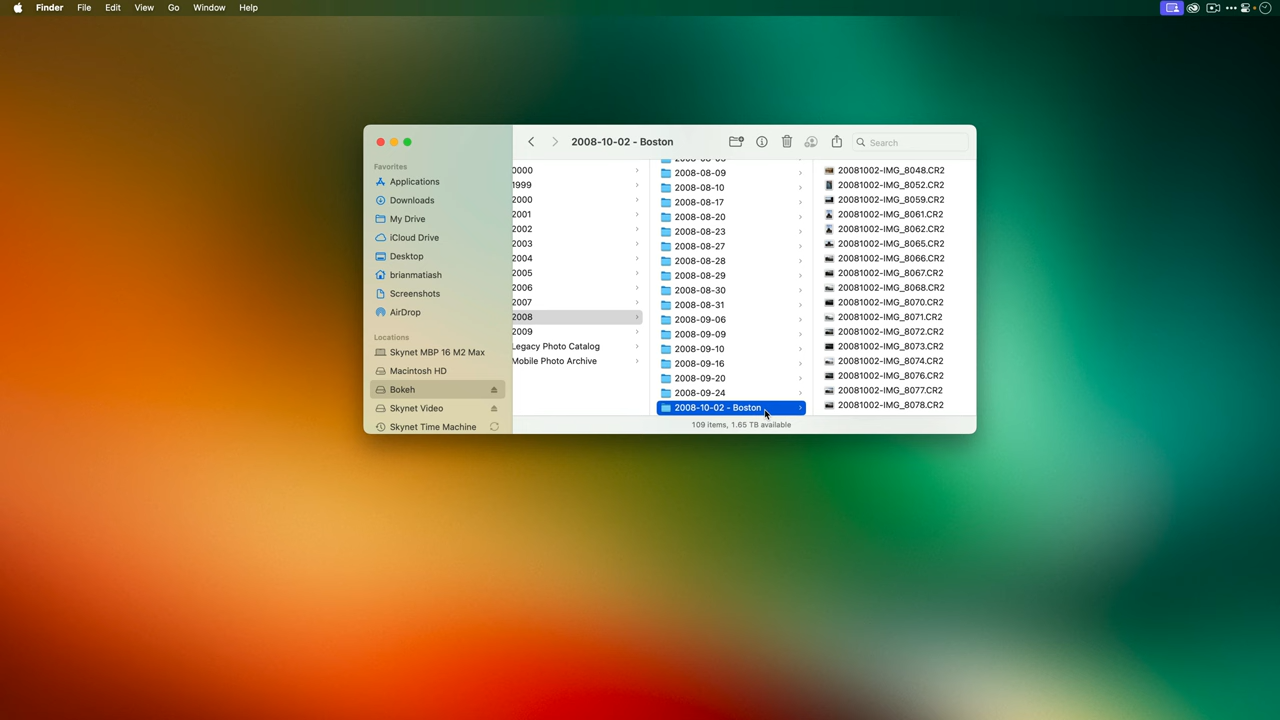 Finder File Edit View Go Window Help
2008-10-02 - Boston
Search
Favorites
Applications
Downloads
My Drive
iCloud Drive
Desktop
brianmatiash
Screenshots
AirDrop
Locations
Skynet MBP 16 M2 Max
Macintosh HD
Bokeh
Skynet Video
Skynet Time Machine
0000
1999
2000
2001
2002
2003
2004
2005
2006
2007
2008
2009
Legacy Photo Catalog
Mobile Photo Archive
2008-08-09
2008-08-10
2008-08-17
2008-08-20
2008-08-23
2008-08-27
2008-08-28
2008-08-29
2008-08-30
2008-08-31
2008-09-06
2008-09-09
2008-09-10
2008-09-16
2008-09-20
2008-09-24
2008-10-02 - Boston
20081002-IMG_8048.CR2
20081002-IMG_8052.CR2
20081002-IMG_8059.CR2
20081002-IMG_8061.CR2
20081002-IMG_8062.CR2
20081002-IMG_8065.CR2
20081002-IMG_8066.CR2
20081002-IMG_8067.CR2
20081002-IMG_8068.CR2
20081002-IMG_8070.CR2
20081002-IMG_8071.CR2
20081002-IMG_8072.CR2
20081002-IMG_8073.CR2
20081002-IMG_8074.CR2
20081002-IMG_8076.CR2
20081002-IMG_8077.CR2
20081002-IMG_8078.CR2
109 items, 1.65 TB available